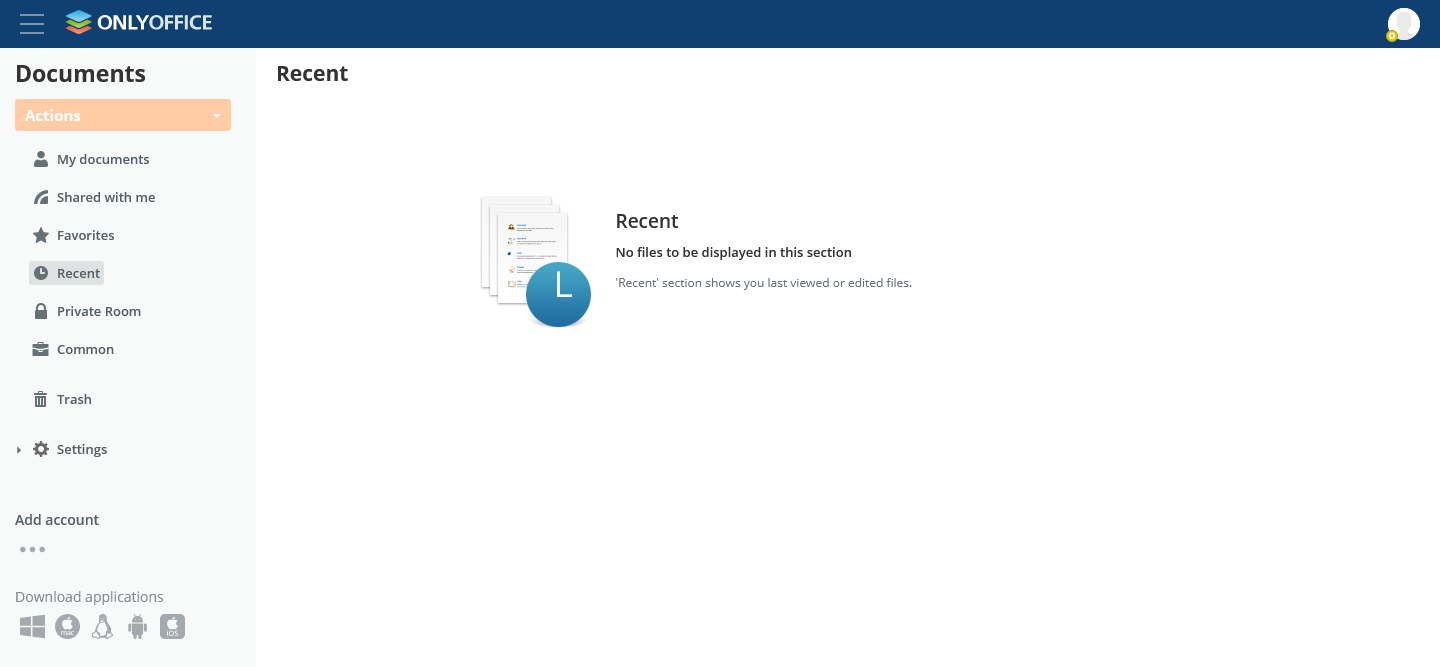 ONLYOFFICE
Documents
Actions
My documents
Shared with me
Favorites
Recent
Private Room
Common
Trash
Settings
Add account
Download applications
mac
iOS
Recent
Recent
No files to be displayed in this section
'Recent' section shows you last viewed or edited files.